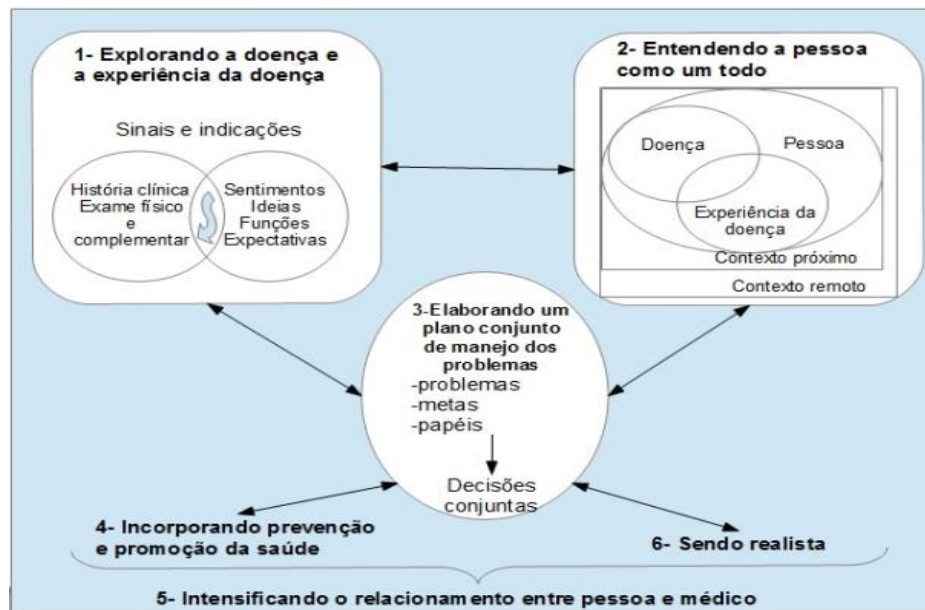 1- Explorando a doença e
a experiência da doença
Sinais e indicações
História clínica
Exame físico
e
complementar
Sentimentos
Ideias
Funções
Expectativas
2- Entendendo a pessoa
como um todo
Doença
Pessoa
Experiência da
doença
Contexto próximo
Contexto remoto
3-Elaborando um
plano conjunto
de manejo dos
problemas
-problemas
-metas
-papéis
Decisões
conjuntas
4- Incorporando prevenção
e promoção da saúde
6- Sendo realista
5- Intensificando o relacionamento entre pessoa e médico